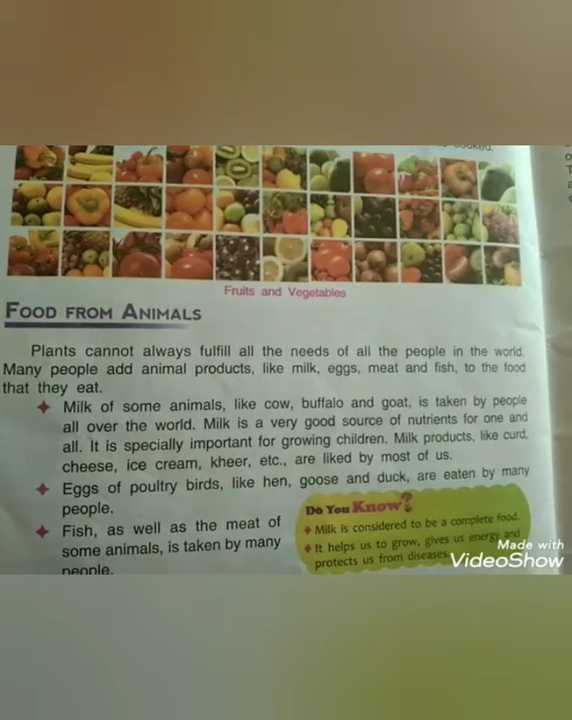 cooked,
Fruits and Vegetables
FOOD FROM ANIMALS
Plants cannot always fulfill all the needs of all the people in the world.
Many people add animal products, like milk, eggs, meat and fish, to the food
that they eat.
Milk of some animals, like cow, buffalo and goat, is taken by people
all over the world. Milk is a very good source of nutrients for one and
all. It is specially important for growing children. Milk products, like curd,
cheese, ice cream, kheer, etc., are liked by most of us.
Eggs of poultry birds, like hen, goose and duck, are eaten by many
people.
Fish, as well as the meat of
some animals, is taken by many
people.
Do You Know?
Milk is considered to be a complete food.
It helps us to grow, gives us energy and
protects us from diseases.
Made with
VideoShow